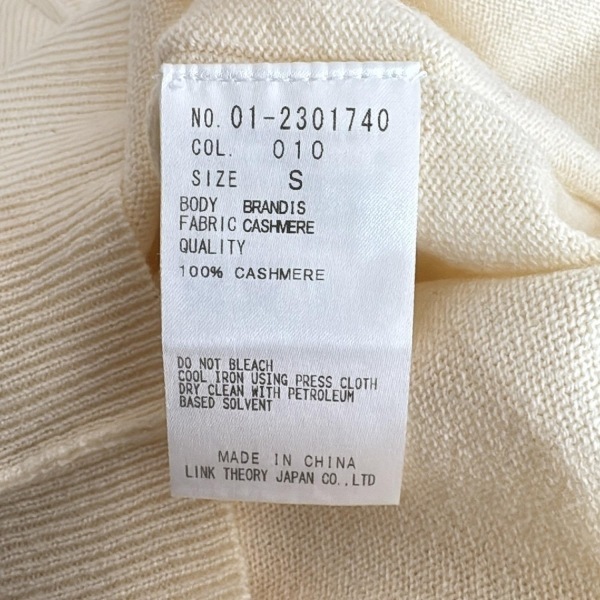 NO. 01-2301740
COL. 010
SIZE S
BODY BRANDIS
FABRIC CASHMERE
QUALITY
100% CASHMERE
DO NOT BLEACH
COOL IRON USING PRESS CLOTH
DRY CLEAN WITH PETROLEUM
BASED SOLVENT
MADE IN CHINA
LINK THEORY JAPAN CO.,LTD